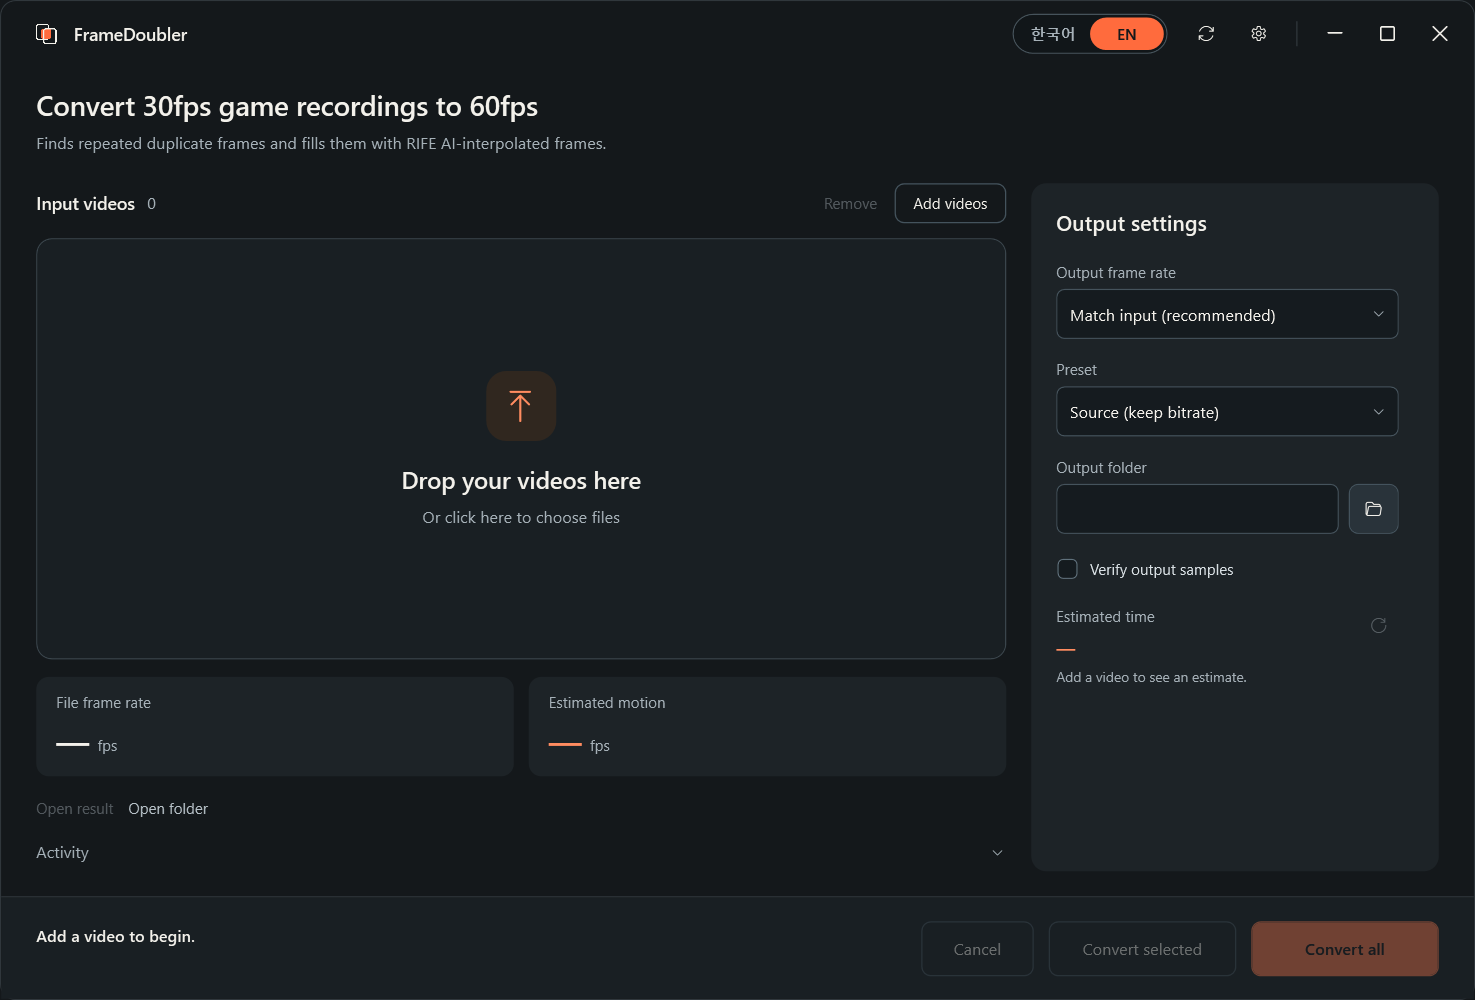 FrameDoubler
한국어
EN
Convert 30fps game recordings to 60fps
Finds repeated duplicate frames and fills them with RIFE AI-interpolated frames.
Input videos 0
Remove
Add videos
Drop your videos here
Or click here to choose files
File frame rate
fps
Estimated motion
fps
Open result
Open folder
Activity
Output settings
Output frame rate
Match input (recommended)
Preset
Source (keep bitrate)
Output folder
Verify output samples
Estimated time
Add a video to see an estimate.
Add a video to begin.
Cancel
Convert selected
Convert all